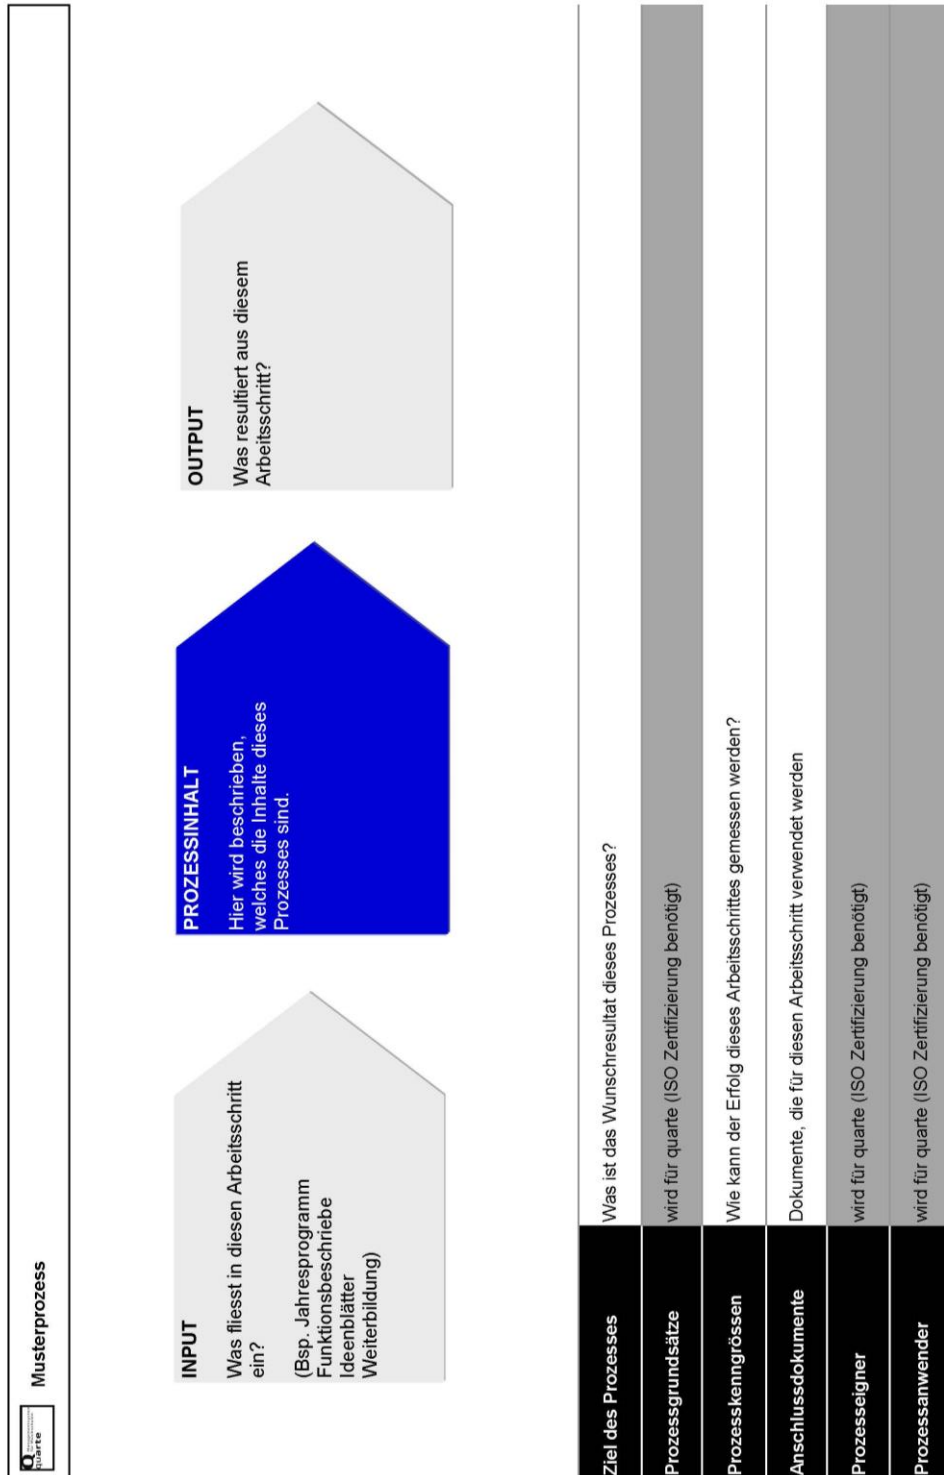 Q
quarte
Musterprozess
INPUT
Was fliesst in diesen Arbeitsschritt
ein?
(Bsp. Jahresprogramm
Funktionsbeschriebe
Ideenblätter
Weiterbildung)
PROZESSINHALT
Hier wird beschrieben,
welches die Inhalte dieses
Prozesses sind.
OUTPUT
Was resultiert aus diesem
Arbeitsschritt?
Ziel des Prozesses Was ist das Wunschresultat dieses Prozesses?
Prozessgrundsätze wird für quarte (ISO Zertifizierung benötigt)
Prozesskenngrössen Wie kann der Erfolg dieses Arbeitsschrittes gemessen werden?
Anschlussdokumente Dokumente, die für diesen Arbeitsschritt verwendet werden
Prozesseigner wird für quarte (ISO Zertifizierung benötigt)
Prozessanwender wird für quarte (ISO Zertifizierung benötigt)